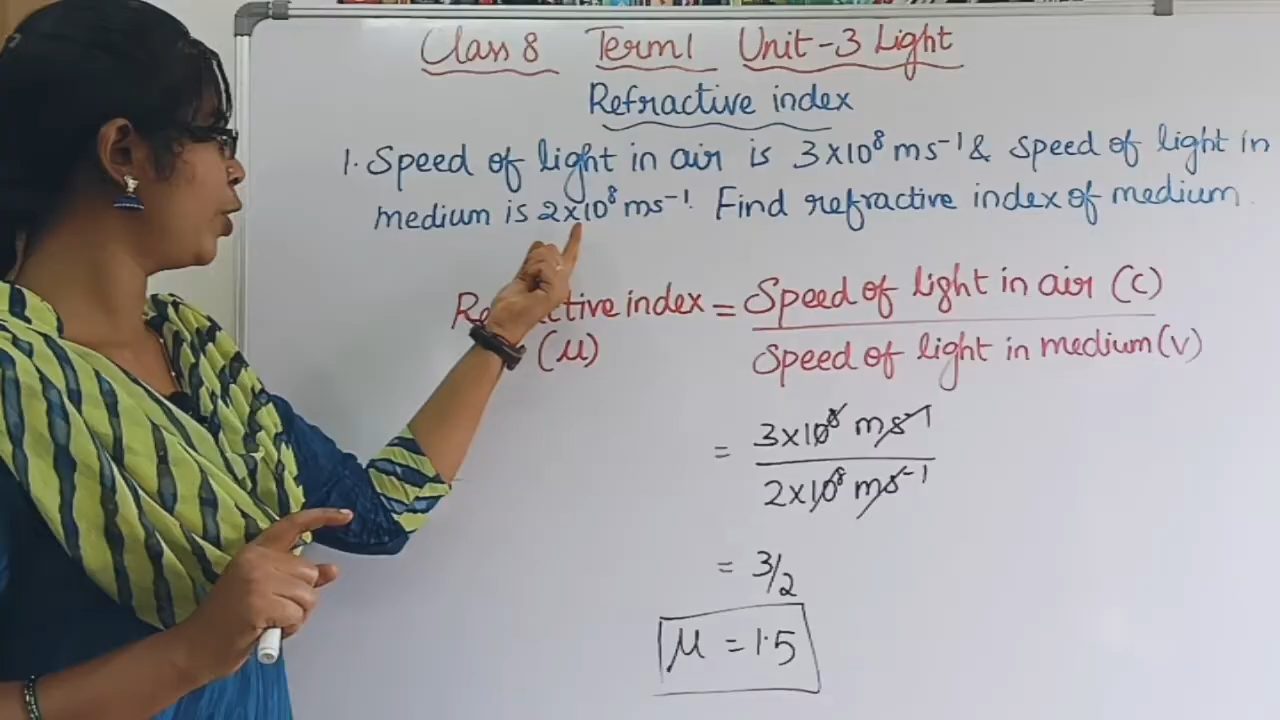 Class 8 Term 1 Unit-3 Light
Refractive index
1. Speed of light in air is 3×10⁸ ms⁻¹ & speed of light in
medium is 2×10⁸ ms⁻¹. Find refractive index of medium.
index = Speed of light in air (C)
(μ) Speed of light in medium (V)
= 3×10⁸ ms⁻¹
2×10⁸ ms⁻¹
= 3/2
μ = 1.5